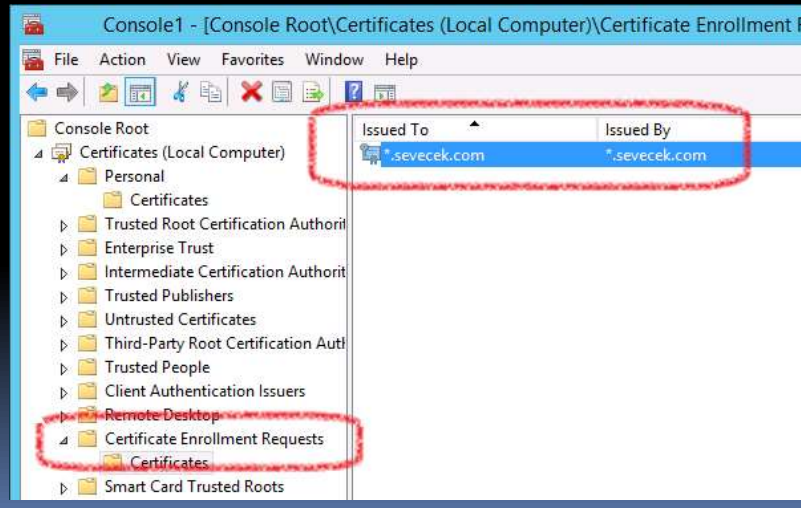 Console1 - [Console Root\Certificates (Local Computer)\Certificate Enrollment
File Action View Favorites Window Help
Console Root
Certificates (Local Computer)
Personal
Certificates
Trusted Root Certification Authorit
Enterprise Trust
Intermediate Certification Authorit
Trusted Publishers
Untrusted Certificates
Third-Party Root Certification Auth
Trusted People
Client Authentication Issuers
Remote Desktop
Certificate Enrollment Requests
Certificates
Smart Card Trusted Roots
Issued To Issued By
*.sevecek.com *.sevecek.com